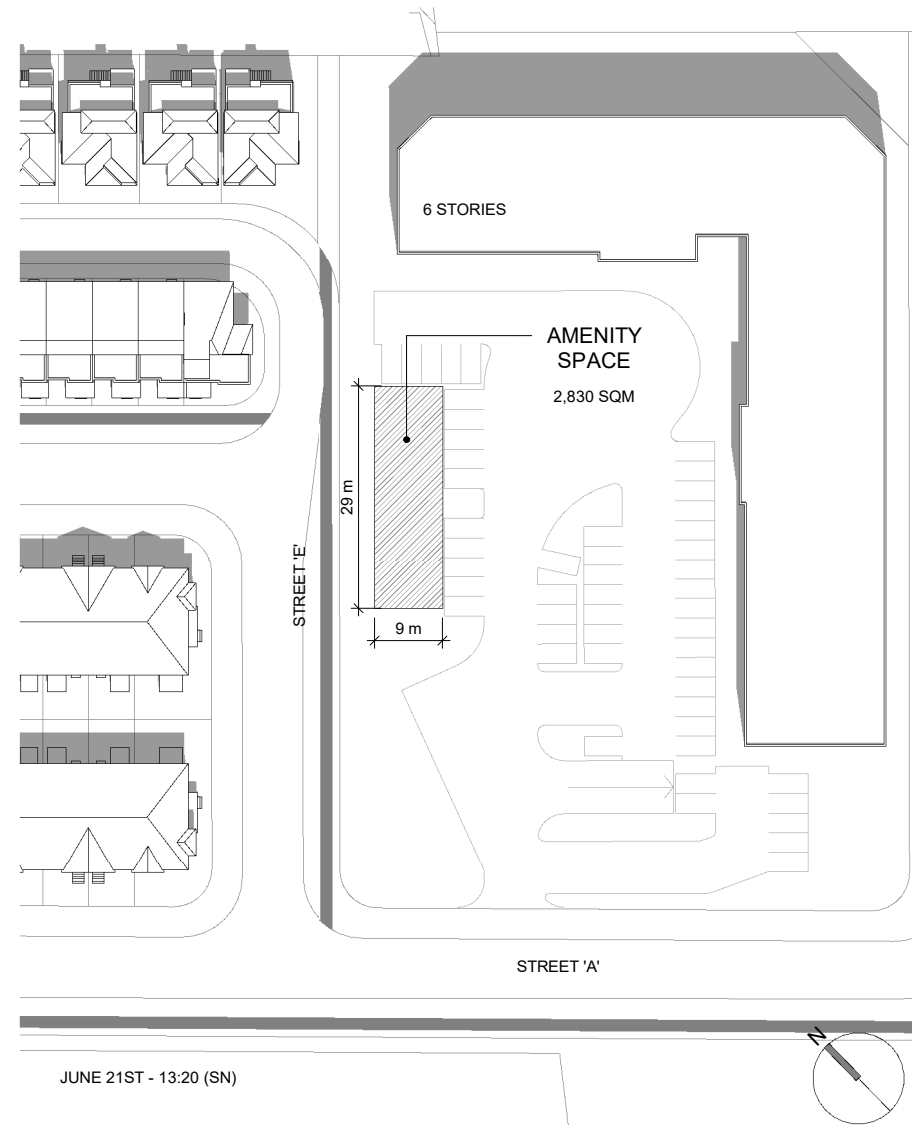 6 STORIES
AMENITY
SPACE
2,830 SQM
29 m
9 m
STREET 'E'
STREET 'A'
N
JUNE 21ST - 13:20 (SN)